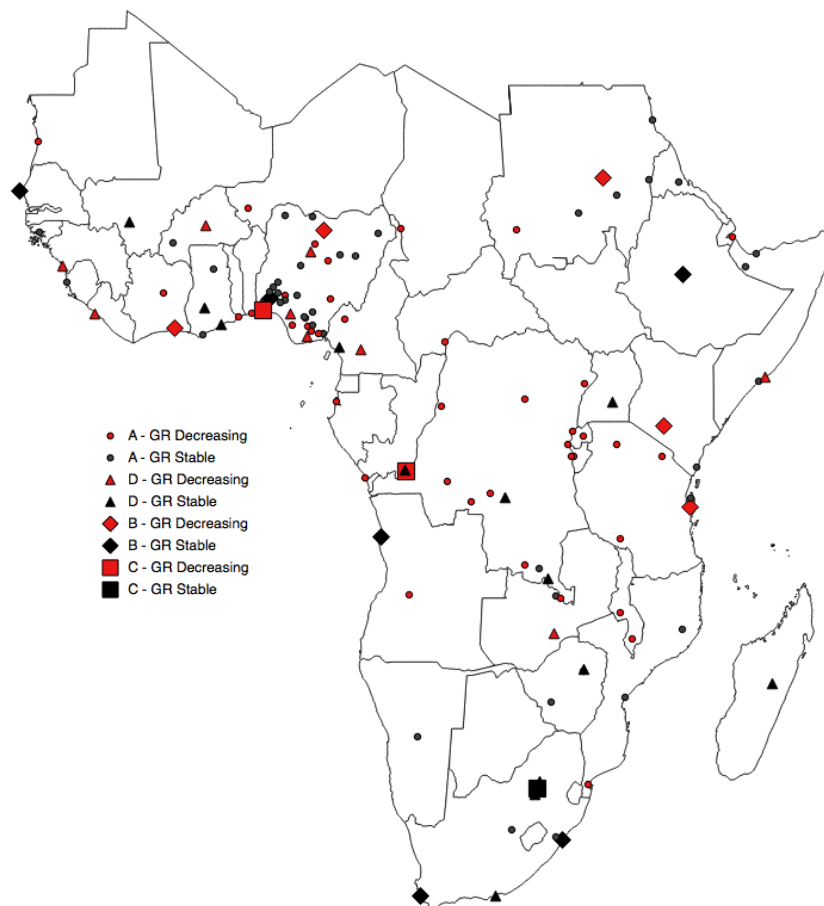 A - GR Decreasing
A - GR Stable
D - GR Decreasing
D - GR Stable
B - GR Decreasing
B - GR Stable
C - GR Decreasing
C - GR Stable